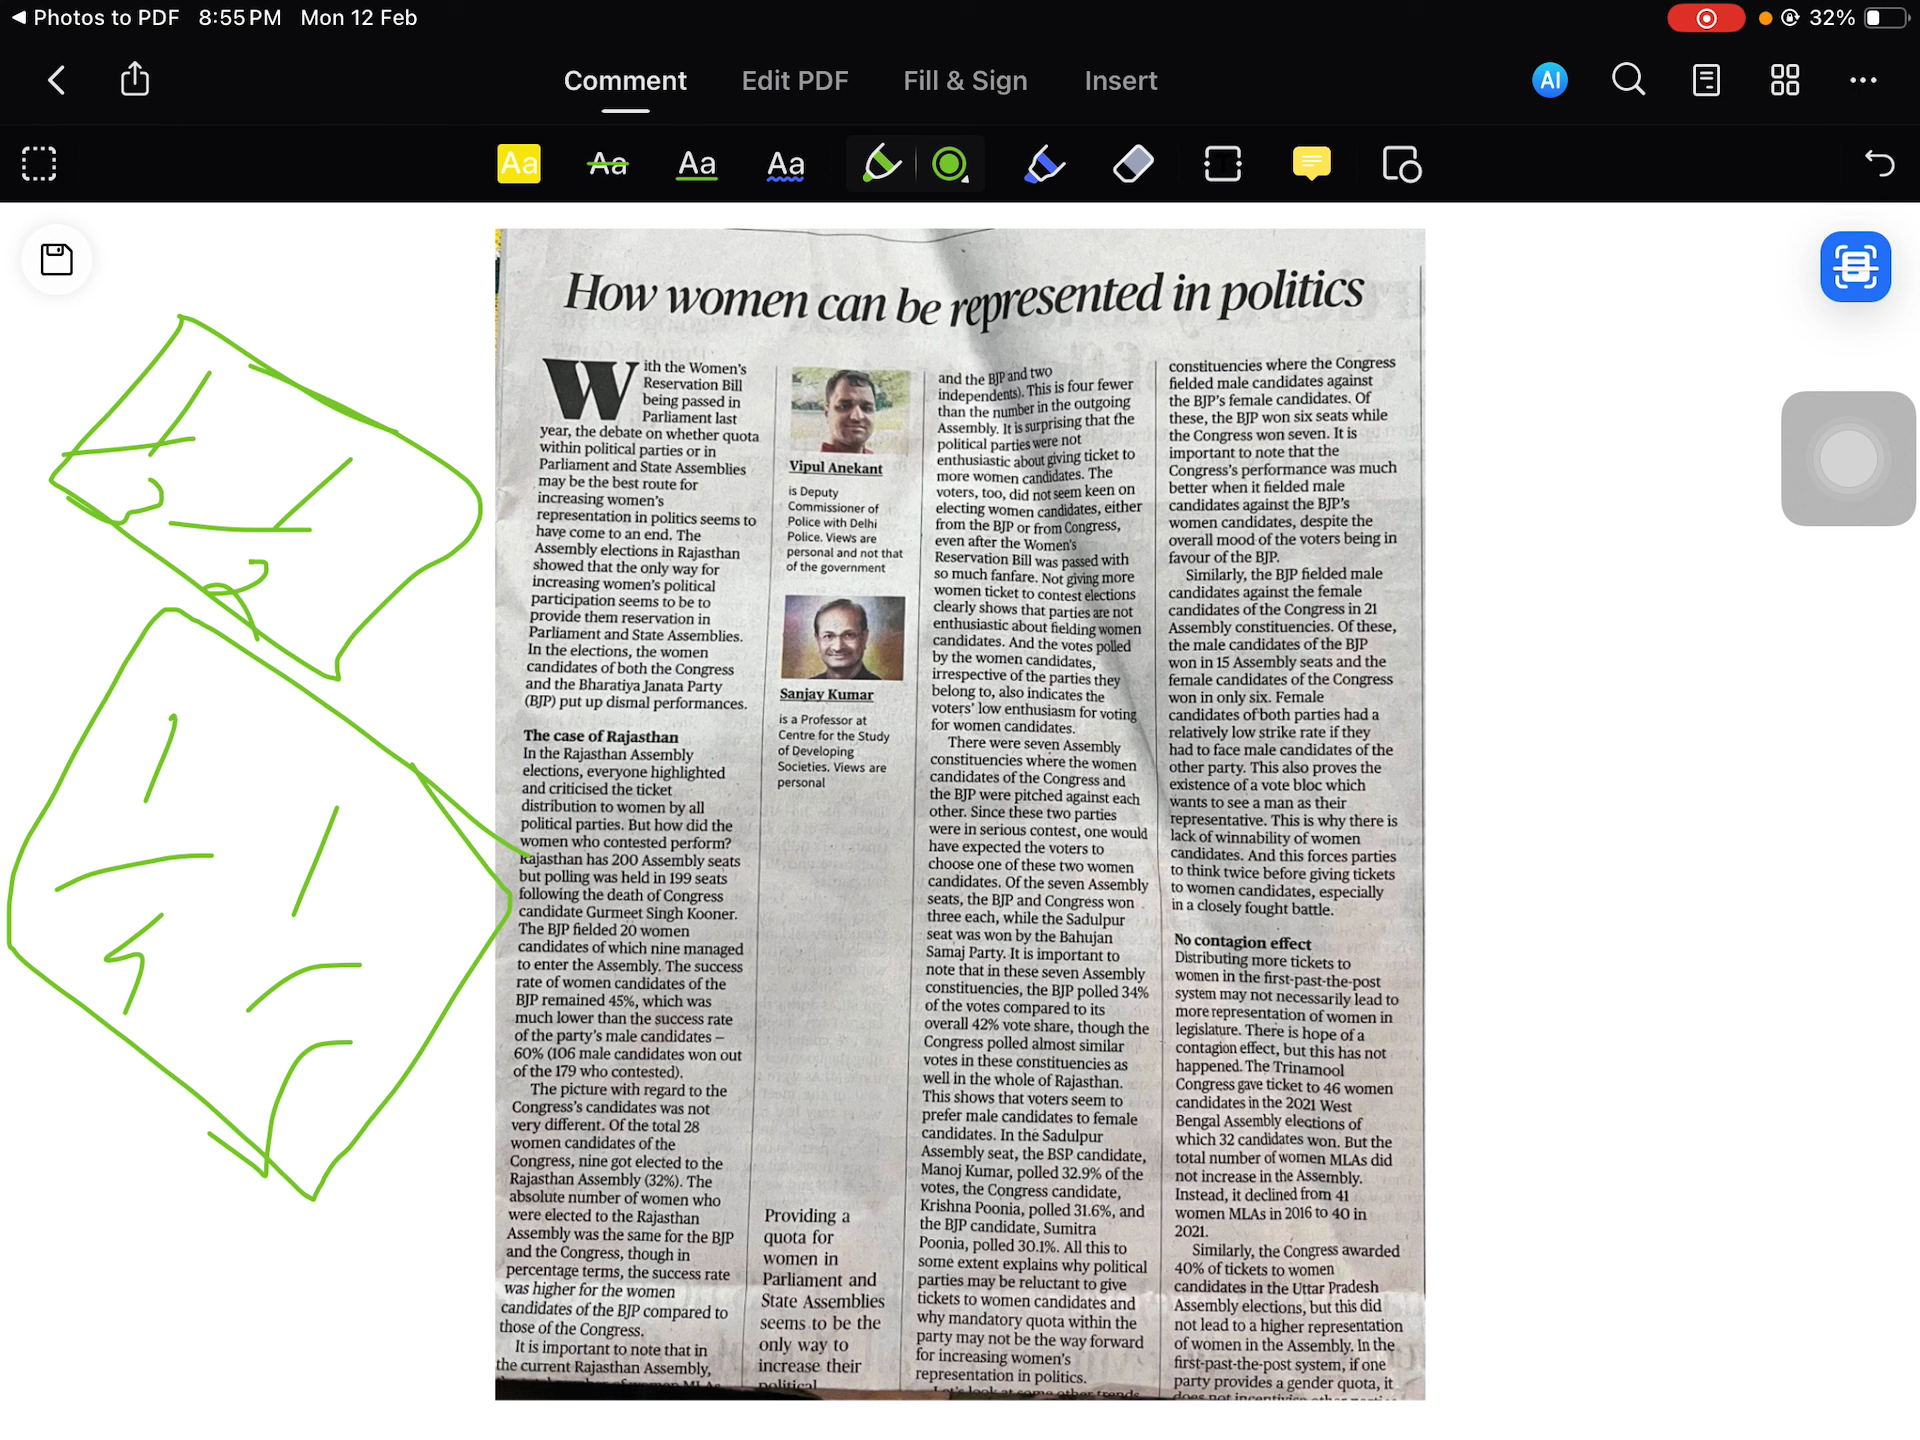 ◀ Photos to PDF 8:55 PM Mon 12 Feb
32%
Comment Edit PDF Fill & Sign Insert
AI
Aa Aa Aa Aa
How women can be represented in politics
With the Women's
Reservation Bill
being passed in
Parliament last
year, the debate on whether quota
within political parties or in
Parliament and State Assemblies
may be the best route for
increasing women's
representation in politics seems to
have come to an end. The
Assembly elections in Rajasthan
showed that the only way for
increasing women's political
participation seems to be to
provide them reservation in
Parliament and State Assemblies.
In the elections, the women
candidates of both the Congress
and the Bharatiya Janata Party
(BJP) put up dismal performances.
The case of Rajasthan
In the Rajasthan Assembly
elections, everyone highlighted
and criticised the ticket
distribution to women by all
political parties. But how did the
women who contested perform?
Rajasthan has 200 Assembly seats
but polling was held in 199 seats
following the death of Congress
candidate Gurmeet Singh Kooner.
The BJP fielded 20 women
candidates of which nine managed
to enter the Assembly. The success
rate of women candidates of the
BJP remained 45%, which was
much lower than the success rate
of the party's male candidates –
60% (106 male candidates won out
of the 179 who contested).
The picture with regard to the
Congress's candidates was not
very different. Of the total 28
women candidates of the
Congress, nine got elected to the
Rajasthan Assembly (32%). The
absolute number of women who
were elected to the Rajasthan
Assembly was the same for the BJP
and the Congress, though in
percentage terms, the success rate
was higher for the women
candidates of the BJP compared to
those of the Congress.
It is important to note that in
the current Rajasthan Assembly,
Vipul Anekant
is Deputy
Commissioner of
Police with Delhi
Police. Views are
personal and not that
of the government
Sanjay Kumar
is a Professor at
Centre for the Study
of Developing
Societies. Views are
personal
Providing a
quota for
women in
Parliament and
State Assemblies
seems to be the
only way to
increase their
political
and the BJP and two
independents). This is four fewer
than the number in the outgoing
Assembly. It is surprising that the
political parties were not
enthusiastic about giving ticket to
more women candidates. The
voters, too, did not seem keen on
electing women candidates, either
from the BJP or from Congress,
even after the Women's
Reservation Bill was passed with
so much fanfare. Not giving more
women ticket to contest elections
clearly shows that parties are not
enthusiastic about fielding women
candidates. And the votes polled
by the women candidates,
irrespective of the parties they
belong to, also indicates the
voters' low enthusiasm for voting
for women candidates.
There were seven Assembly
constituencies where the women
candidates of the Congress and
the BJP were pitched against each
other. Since these two parties
were in serious contest, one would
have expected the voters to
choose one of these two women
candidates. Of the seven Assembly
seats, the BJP and Congress won
three each, while the Sadulpur
seat was won by the Bahujan
Samaj Party. It is important to
note that in these seven Assembly
constituencies, the BJP polled 34%
of the votes compared to its
overall 42% vote share, though the
Congress polled almost similar
votes in these constituencies as
well in the whole of Rajasthan.
This shows that voters seem to
prefer male candidates to female
candidates. In the Sadulpur
Assembly seat, the BSP candidate,
Manoj Kumar, polled 32.9% of the
votes, the Congress candidate,
Krishna Poonia, polled 31.6%, and
the BJP candidate, Sumitra
Poonia, polled 30.1%. All this to
some extent explains why political
parties may be reluctant to give
tickets to women candidates and
why mandatory quota within the
party may not be the way forward
for increasing women's
representation in politics.
Let's look at some other trends
constituencies where the Congress
fielded male candidates against
the BJP's female candidates. Of
these, the BJP won six seats while
the Congress won seven. It is
important to note that the
Congress's performance was much
better when it fielded male
candidates against the BJP's
women candidates, despite the
overall mood of the voters being in
favour of the BJP.
Similarly, the BJP fielded male
candidates against the female
candidates of the Congress in 21
Assembly constituencies. Of these,
the male candidates of the BJP
won in 15 Assembly seats and the
female candidates of the Congress
won in only six. Female
candidates of both parties had a
relatively low strike rate if they
had to face male candidates of the
other party. This also proves the
existence of a vote bloc which
wants to see a man as their
representative. This is why there is
lack of winnability of women
candidates. And this forces parties
to think twice before giving tickets
to women candidates, especially
in a closely fought battle.
No contagion effect
Distributing more tickets to
women in the first-past-the-post
system may not necessarily lead to
more representation of women in
legislature. There is hope of a
contagion effect, but this has not
happened. The Trinamool
Congress gave ticket to 46 women
candidates in the 2021 West
Bengal Assembly elections of
which 32 candidates won. But the
total number of women MLAs did
not increase in the Assembly.
Instead, it declined from 41
women MLAs in 2016 to 40 in
2021.
Similarly, the Congress awarded
40% of tickets to women
candidates in the Uttar Pradesh
Assembly elections, but this did
not lead to a higher representation
of women in the Assembly. In the
first-past-the-post system, if one
party provides a gender quota, it